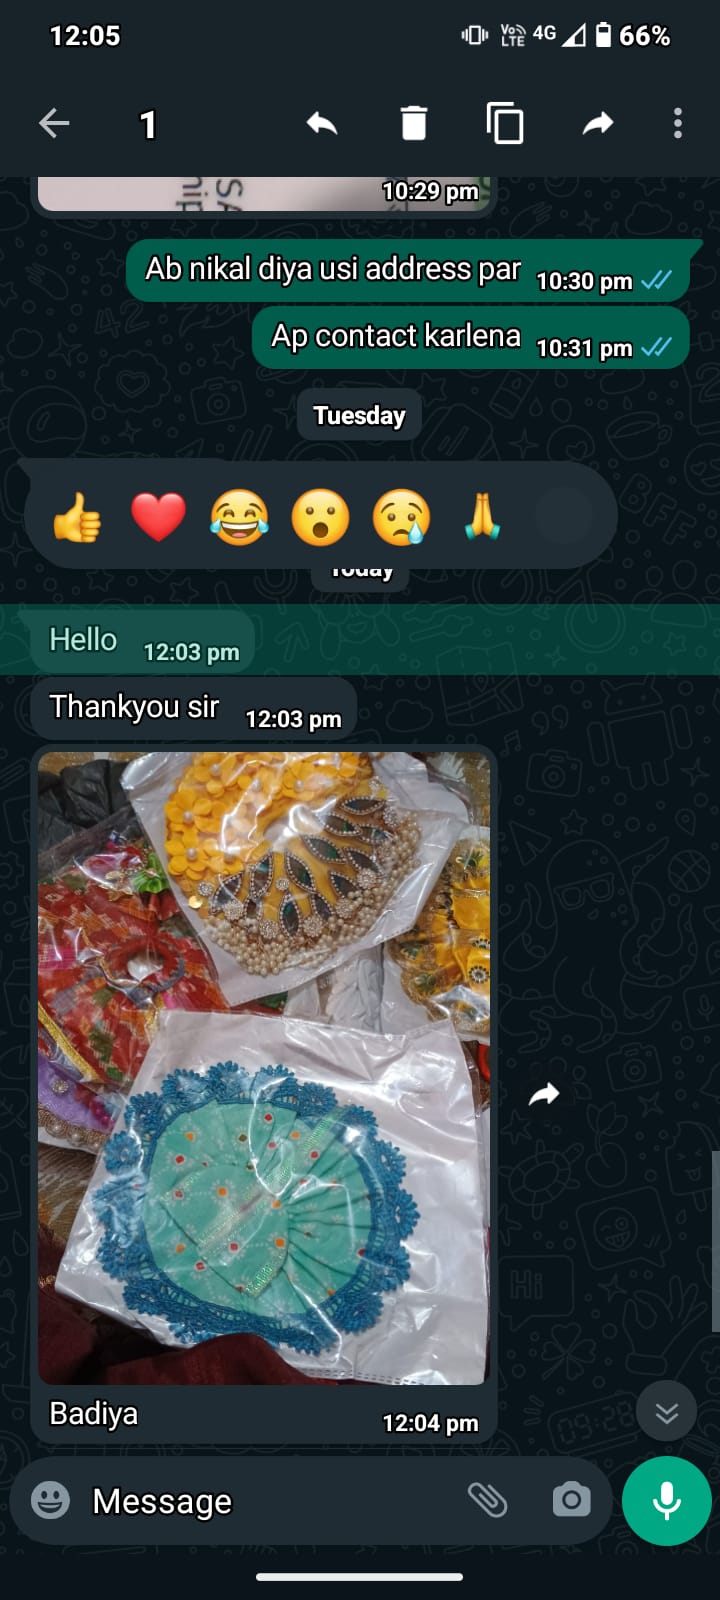 12:05
Vo LTE 4G 66%
1
10:29 pm
Ab nikal diya usi address par 10:30 pm
Ap contact karlena 10:31 pm
Tuesday
Today
Hello 12:03 pm
Thankyou sir 12:03 pm
Badiya 12:04 pm
Message